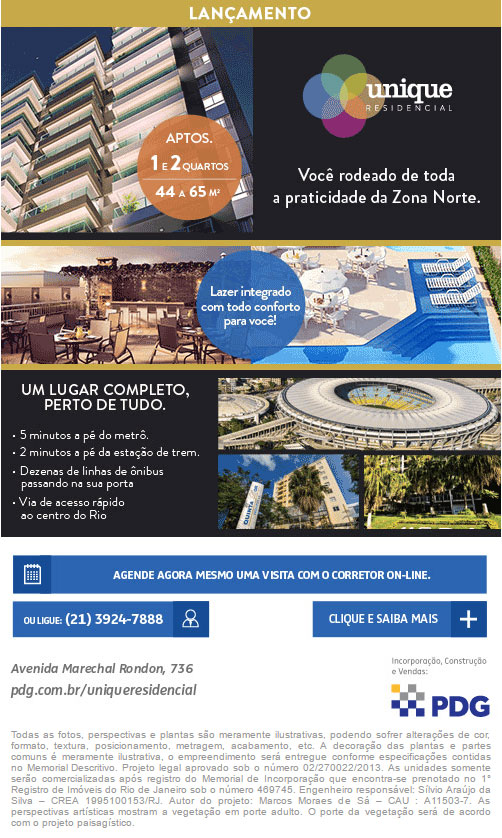 LANÇAMENTO
unique
RESIDENCIAL
APTOS.
1 E 2 QUARTOS
44 A 65 M²
Você rodeado de toda
a praticidade da Zona Norte.
Lazer integrado
com todo conforto
para você!
UM LUGAR COMPLETO,
PERTO DE TUDO.
• 5 minutos a pé do metrô.
• 2 minutos a pé da estação de trem.
• Dezenas de linhas de ônibus
passando na sua porta
• Via de acesso rápido
ao centro do Rio
QUINTA
AGENDE AGORA MESMO UMA VISITA COM O CORRETOR ON-LINE.
OU LIGUE: (21) 3924-7888
CLIQUE E SAIBA MAIS +
Avenida Marechal Rondon, 736
pdg.com.br/uniqueresidencial
Incorporação, Construção
e Vendas:
PDG
Todas as fotos, perspectivas e plantas são meramente ilustrativas, podendo sofrer alterações de cor,
formato, textura, posicionamento, metragem, acabamento, etc. A decoração das plantas e partes
comuns é meramente ilustrativa, o empreendimento será entregue conforme especificações contidas
no Memorial Descritivo. Projeto legal aprovado sob o número 02/270022/2013. As unidades somente
serão comercializadas após registro do Memorial de Incorporação que encontra-se prenotado no 1°
Registro de Imóveis do Rio de Janeiro sob o número 469745. Engenheiro responsável: Sílvio Araújo da
Silva – CREA 1995100153/RJ. Autor do projeto: Marcos Moraes de Sá – CAU : A11503-7. As
perspectivas artísticas mostram a vegetação em porte adulto. O porte da vegetação será de acordo
com o projeto paisagístico.